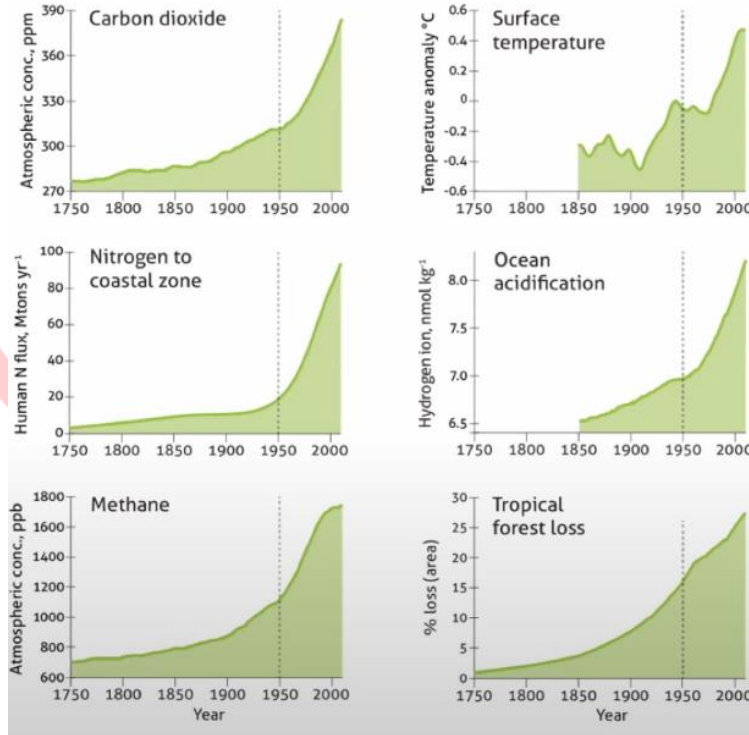 Carbon dioxide
Atmospheric conc., ppm
390
360
330
300
270
1750 1800 1850 1900 1950 2000
Surface
temperature
Temperature anomaly °C
0.6
0.4
0.2
0
-0.2
-0.4
-0.6
1750 1800 1850 1900 1950 2000
Nitrogen to
coastal zone
Human N flux, Mtons yr⁻¹
100
80
60
40
20
0
1750 1800 1850 1900 1950 2000
Ocean
acidification
Hydrogen ion, nmol kg⁻¹
8.0
7.5
7.0
6.5
1750 1800 1850 1900 1950 2000
Methane
Atmospheric conc., ppb
1800
1600
1400
1200
1000
800
600
1750 1800 1850 1900 1950 2000
Year
Tropical
forest loss
% loss (area)
30
25
20
15
10
5
0
1750 1800 1850 1900 1950 2000
Year